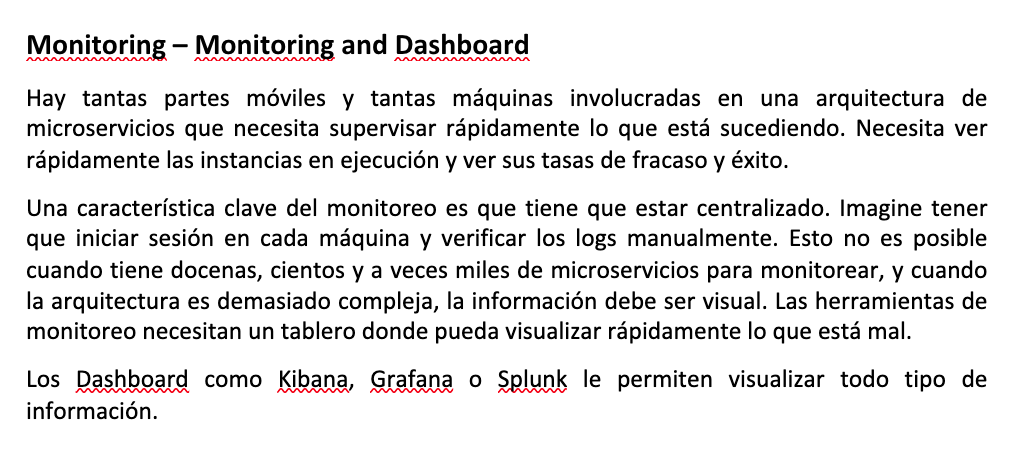 Monitoring – Monitoring and Dashboard
Hay tantas partes móviles y tantas máquinas involucradas en una arquitectura de
microservicios que necesita supervisar rápidamente lo que está sucediendo. Necesita ver
rápidamente las instancias en ejecución y ver sus tasas de fracaso y éxito.
Una característica clave del monitoreo es que tiene que estar centralizado. Imagine tener
que iniciar sesión en cada máquina y verificar los logs manualmente. Esto no es posible
cuando tiene docenas, cientos y a veces miles de microservicios para monitorear, y cuando
la arquitectura es demasiado compleja, la información debe ser visual. Las herramientas de
monitoreo necesitan un tablero donde pueda visualizar rápidamente lo que está mal.
Los Dashboard como Kibana, Grafana o Splunk le permiten visualizar todo tipo de
información.